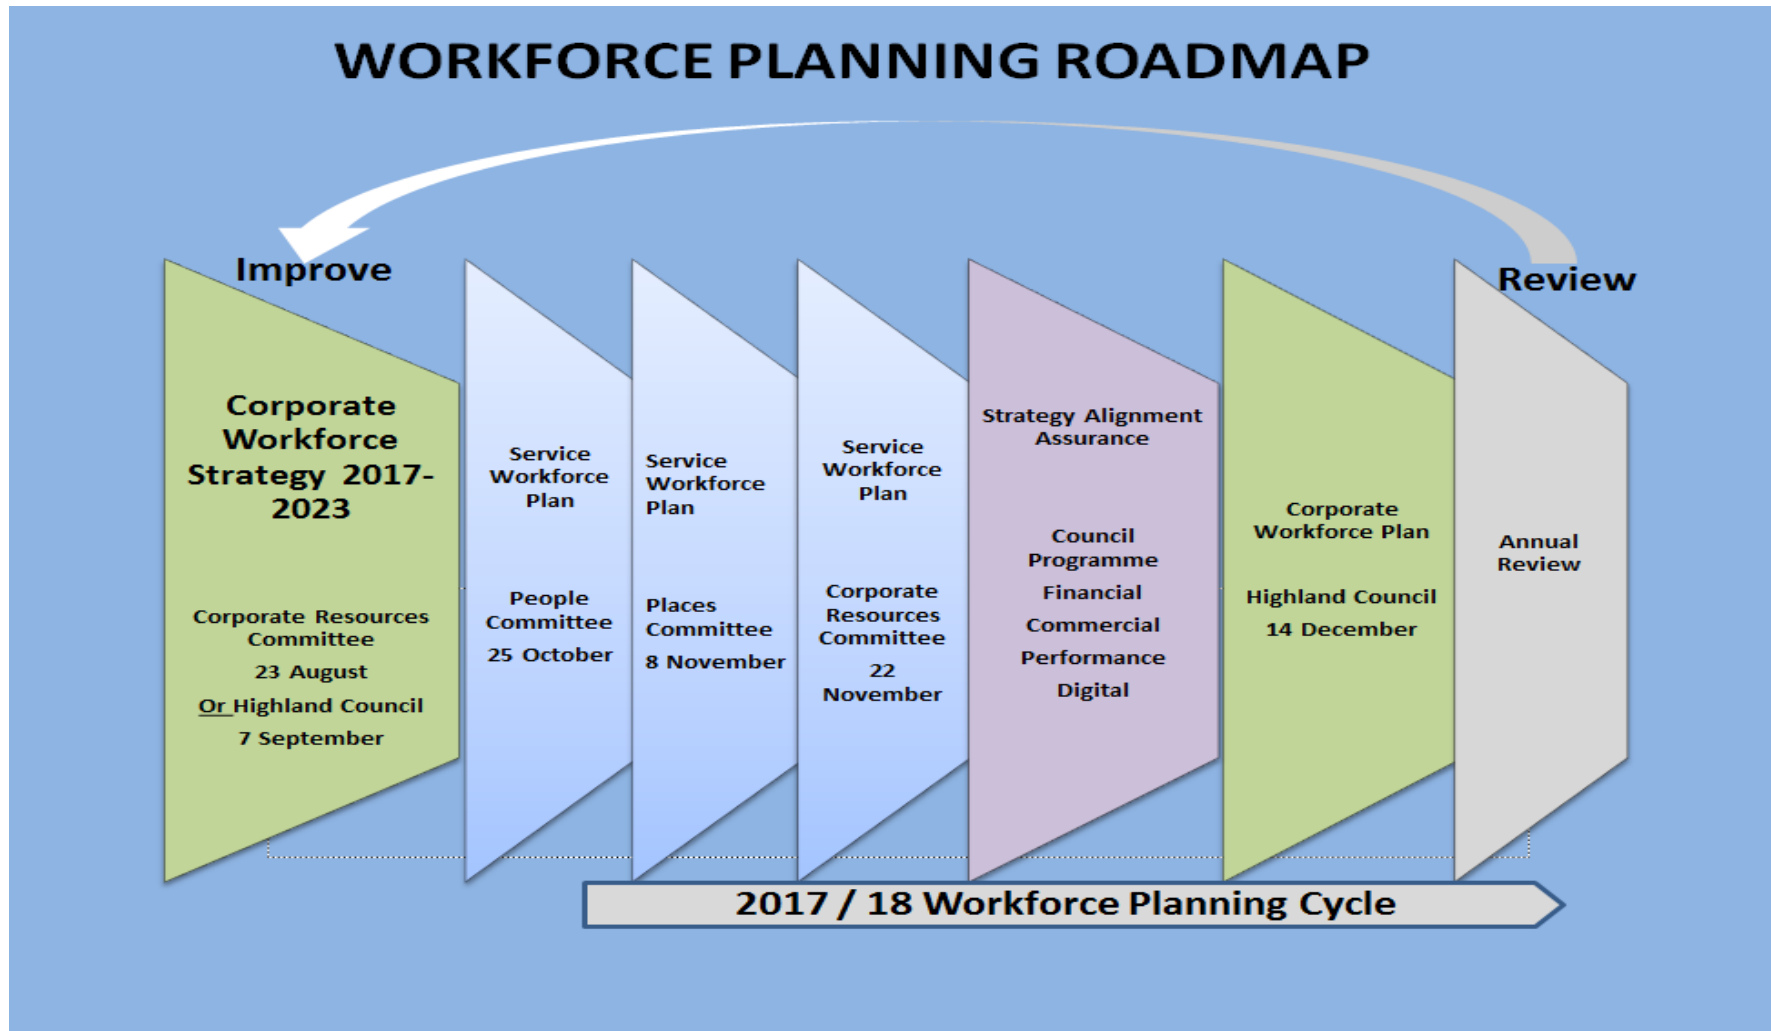 WORKFORCE PLANNING ROADMAP
Improve
Review
Corporate
Workforce
Strategy 2017-
2023
Corporate Resources
Committee
23 August
Or Highland Council
7 September
Service
Workforce
Plan
People
Committee
25 October
Service
Workforce
Plan
Places
Committee
8 November
Service
Workforce
Plan
Corporate
Resources
Committee
22
November
Strategy Alignment
Assurance
Council
Programme
Financial
Commercial
Performance
Digital
Corporate
Workforce Plan
Highland Council
14 December
Annual
Review
2017 / 18 Workforce Planning Cycle